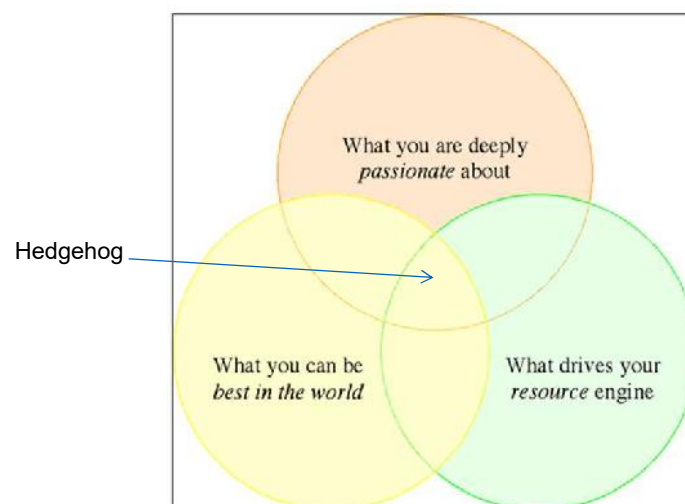 What you are deeply
passionate about
Hedgehog
What you can be
best in the world
What drives your
resource engine